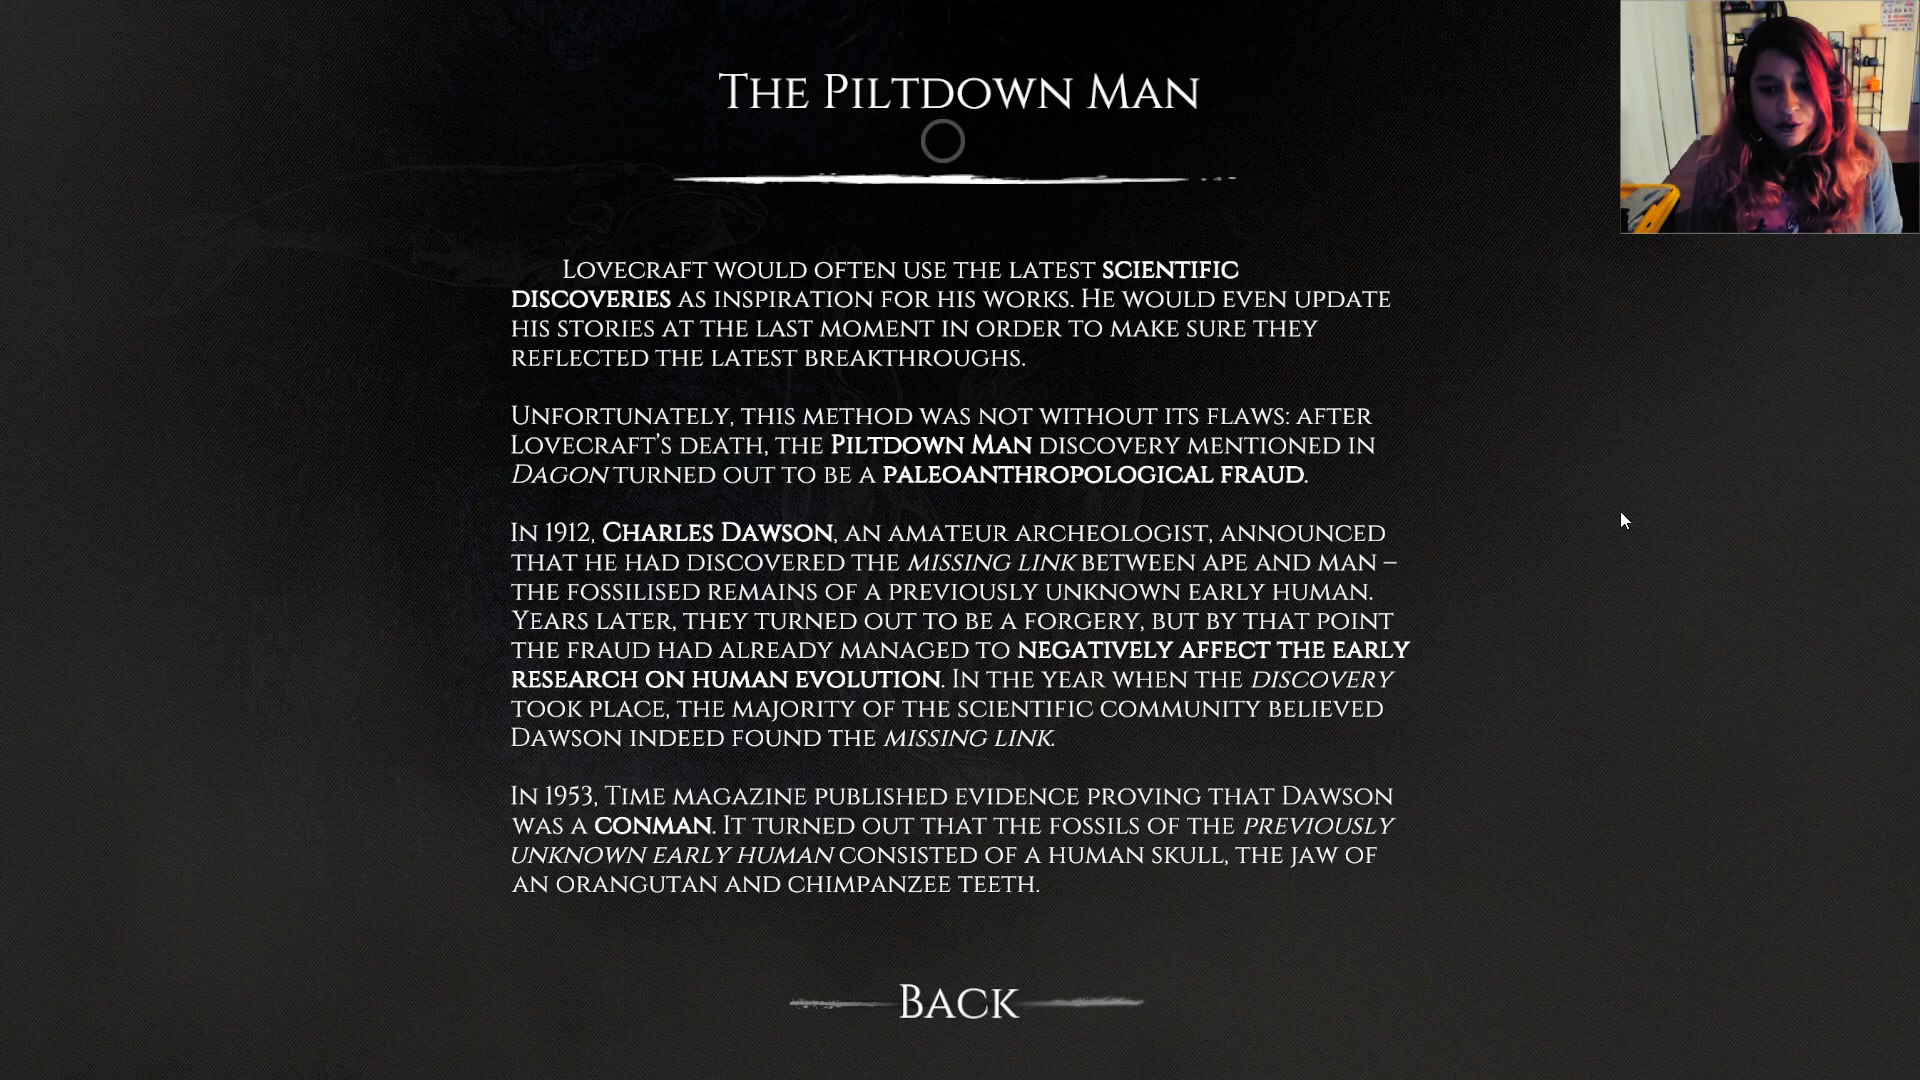 The Piltdown Man
Lovecraft would often use the latest scientific
discoveries as inspiration for his works. He would even update
his stories at the last moment in order to make sure they
reflected the latest breakthroughs.
Unfortunately, this method was not without its flaws: after
Lovecraft's death, the Piltdown Man discovery mentioned in
Dagon turned out to be a paleoanthropological fraud.
In 1912, Charles Dawson, an amateur archeologist, announced
that he had discovered the missing link between ape and man –
the fossilised remains of a previously unknown early human.
Years later, they turned out to be a forgery, but by that point
the fraud had already managed to negatively affect the early
research on human evolution. In the year when the discovery
took place, the majority of the scientific community believed
Dawson indeed found the missing link.
In 1953, Time magazine published evidence proving that Dawson
was a conman. It turned out that the fossils of the previously
unknown early human consisted of a human skull, the jaw of
an orangutan and chimpanzee teeth.
Back